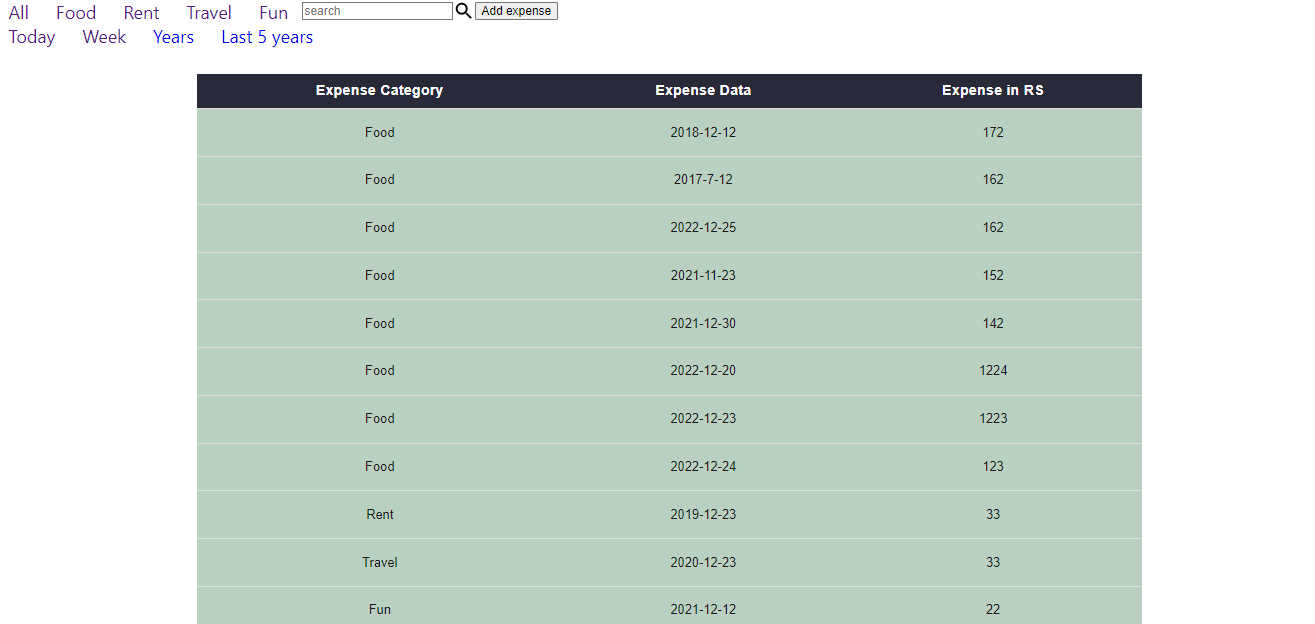 All Food Rent Travel Fun search Add expense
Today Week Years Last 5 years
Expense Category Expense Data Expense in RS
Food 2018-12-12 172
Food 2017-7-12 162
Food 2022-12-25 162
Food 2021-11-23 152
Food 2021-12-30 142
Food 2022-12-20 1224
Food 2022-12-23 1223
Food 2022-12-24 123
Rent 2019-12-23 33
Travel 2020-12-23 33
Fun 2021-12-12 22